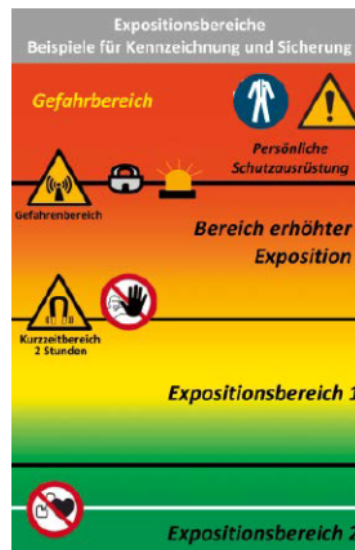 Expositionsbereiche
Beispiele für Kennzeichnung und Sicherung
Gefahrbereich
Persönliche
Schutzausrüstung
Gefahrenbereich
Bereich erhöhter
Exposition
Kurzzeitbereich
2 Stunden
Expositionsbereich 1
Expositionsbereich 2